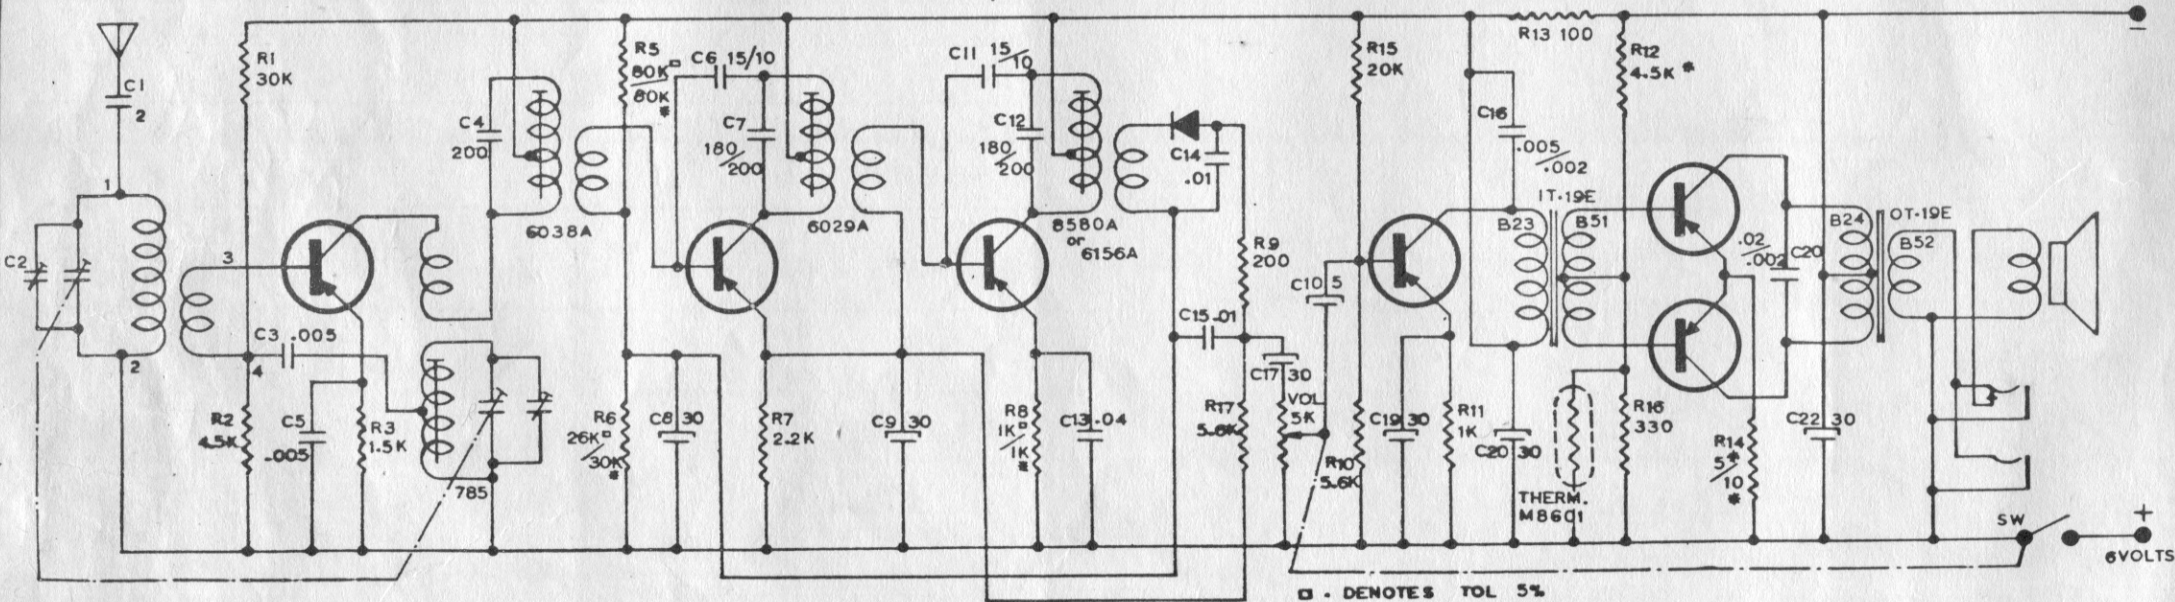 R1
30K
C1
2
1
C2
3
2
4
C3 .005
R2
4.5K
C5
.005
R3
1.5K
785
C4
200
6038A
R5
80K¤
80K
*
C6 15/10
C7
180/
200
6029A
R6
26K¤
30K
*
C8 30
R7
2.2K
C9 30
C11 15/
10
C12
180/
200
8580A
or
6156A
R8
1K¤
1K
*
C13 .04
C14
.01
R9
200
C15 .01
C17 30
R17
5.6K
VOL
5K
C10 5
R10
5.6K
R15
20K
C19 30
R11
1K
C16
.005/
.002
IT-19E
B23
B51
C20 30
THERM.
M8601
R13 100
R12
4.5K *
R16
330
R14
5*
10
*
.02/
.002
C20
B24
OT-19E
B52
C22 30
SW
−
+
6VOLTS
¤ - DENOTES TOL 5%